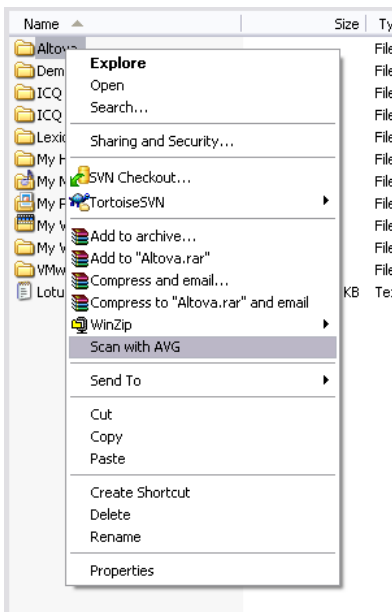 Name Size Ty
Altova File
Explore
Dem File
Open
ICQ File
Search...
ICQ File
Lexic File
Sharing and Security...
My H File
My M File
SVN Checkout...
My P File
TortoiseSVN
My V File
Add to archive...
My V File
Add to "Altova.rar"
VMw File
Compress and email...
Lotu KB Te
Compress to "Altova.rar" and email
WinZip
Scan with AVG
Send To
Cut
Copy
Paste
Create Shortcut
Delete
Rename
Properties